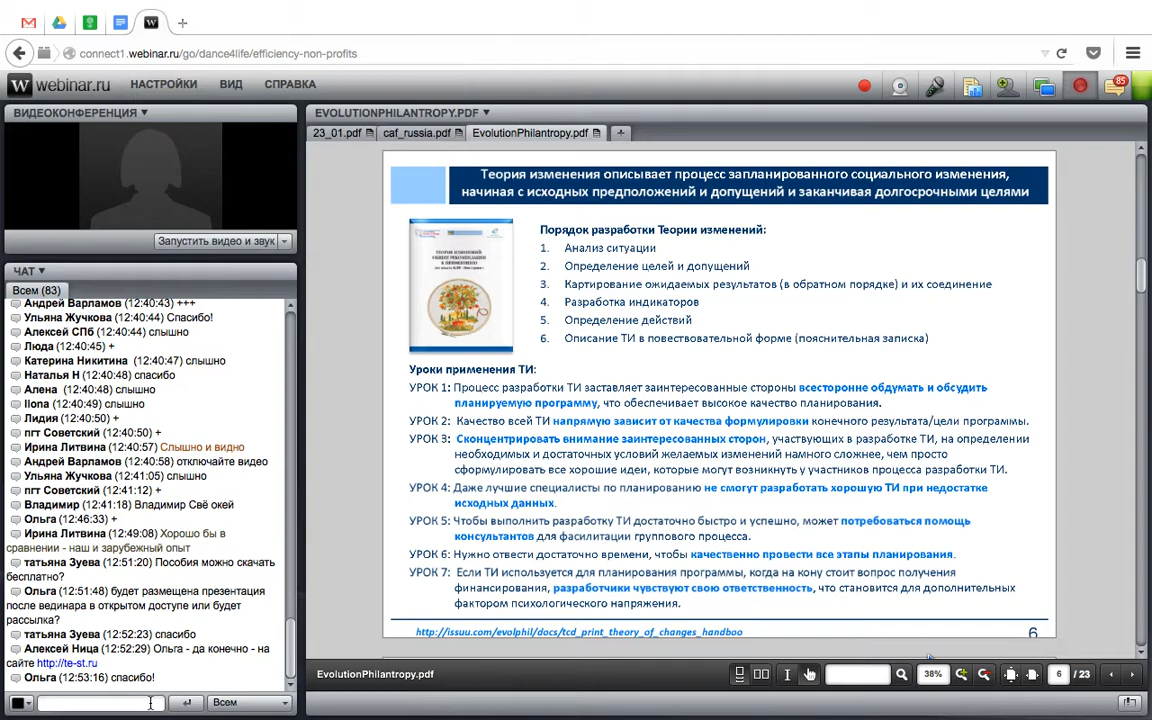 connect1.webinar.ru/go/dance4life/efficiency-non-profits
W webinar.ru НАСТРОЙКИ ВИД СПРАВКА
85
ВИДЕОКОНФЕРЕНЦИЯ
EVOLUTIONPHILANTROPY.PDF
23_01.pdf caf_russia.pdf EvolutionPhilantropy.pdf +
Запустить видео и звук
ЧАТ
Всем (83)
Андрей Варламов (12:40:43) +++
Ульяна Жучкова (12:40:44) Спасибо!
Алексей СПб (12:40:44) слышно
Люда (12:40:45) +
Катерина Никитина (12:40:47) слышно
Наталья Н (12:40:48) спасибо
Алена (12:40:48) слышно
Ilona (12:40:49) слышно
Лидия (12:40:50) +
пгт Советский (12:40:50) +
Ирина Литвина (12:40:57) Слышно и видно
Андрей Варламов (12:40:58) отключайте видео
Ульяна Жучкова (12:41:05) слышно
пгт Советский (12:41:12) +
Владимир (12:41:18) Владимир Свё окей
Ольга (12:46:33) +
Ирина Литвина (12:49:08) Хорошо бы в
сравнении - наш и зарубежный опыт
татьяна Зуева (12:51:20) Пособия можно скачать
бесплатно?
Ольга (12:51:48) будет размещена презентация
после вединара в открытом доступе или будет
рассылка?
татьяна Зуева (12:52:23) спасибо
Алексей Ница (12:52:29) Ольга - да конечно - на
сайте http://te-st.ru
Ольга (12:53:16) спасибо!
Всем
Теория изменения описывает процесс запланированного социального изменения,
начиная с исходных предположений и допущений и заканчивая долгосрочными целями
Порядок разработки Теории изменений:
1. Анализ ситуации
2. Определение целей и допущений
3. Картирование ожидаемых результатов (в обратном порядке) и их соединение
4. Разработка индикаторов
5. Определение действий
6. Описание ТИ в повествовательной форме (пояснительная записка)
Уроки применения ТИ:
УРОК 1: Процесс разработки ТИ заставляет заинтересованные стороны всесторонне обдумать и обсудить
планируемую программу, что обеспечивает высокое качество планирования.
УРОК 2: Качество всей ТИ напрямую зависит от качества формулировки конечного результата/цели программы.
УРОК 3: Сконцентрировать внимание заинтересованных сторон, участвующих в разработке ТИ, на определении
необходимых и достаточных условий желаемых изменений намного сложнее, чем просто
сформулировать все хорошие идеи, которые могут возникнуть у участников процесса разработки ТИ.
УРОК 4: Даже лучшие специалисты по планированию не смогут разработать хорошую ТИ при недостатке
исходных данных.
УРОК 5: Чтобы выполнить разработку ТИ достаточно быстро и успешно, может потребоваться помощь
консультантов для фасилитации группового процесса.
УРОК 6: Нужно отвести достаточно времени, чтобы качественно провести все этапы планирования.
УРОК 7: Если ТИ используется для планирования программы, когда на кону стоит вопрос получения
финансирования, разработчики чувствуют свою ответственность, что становится для дополнительных
фактором психологического напряжения.
http://issuu.com/evolphil/docs/tcd_print_theory_of_changes_handboo
6
EvolutionPhilantropy.pdf 38% 6 / 23